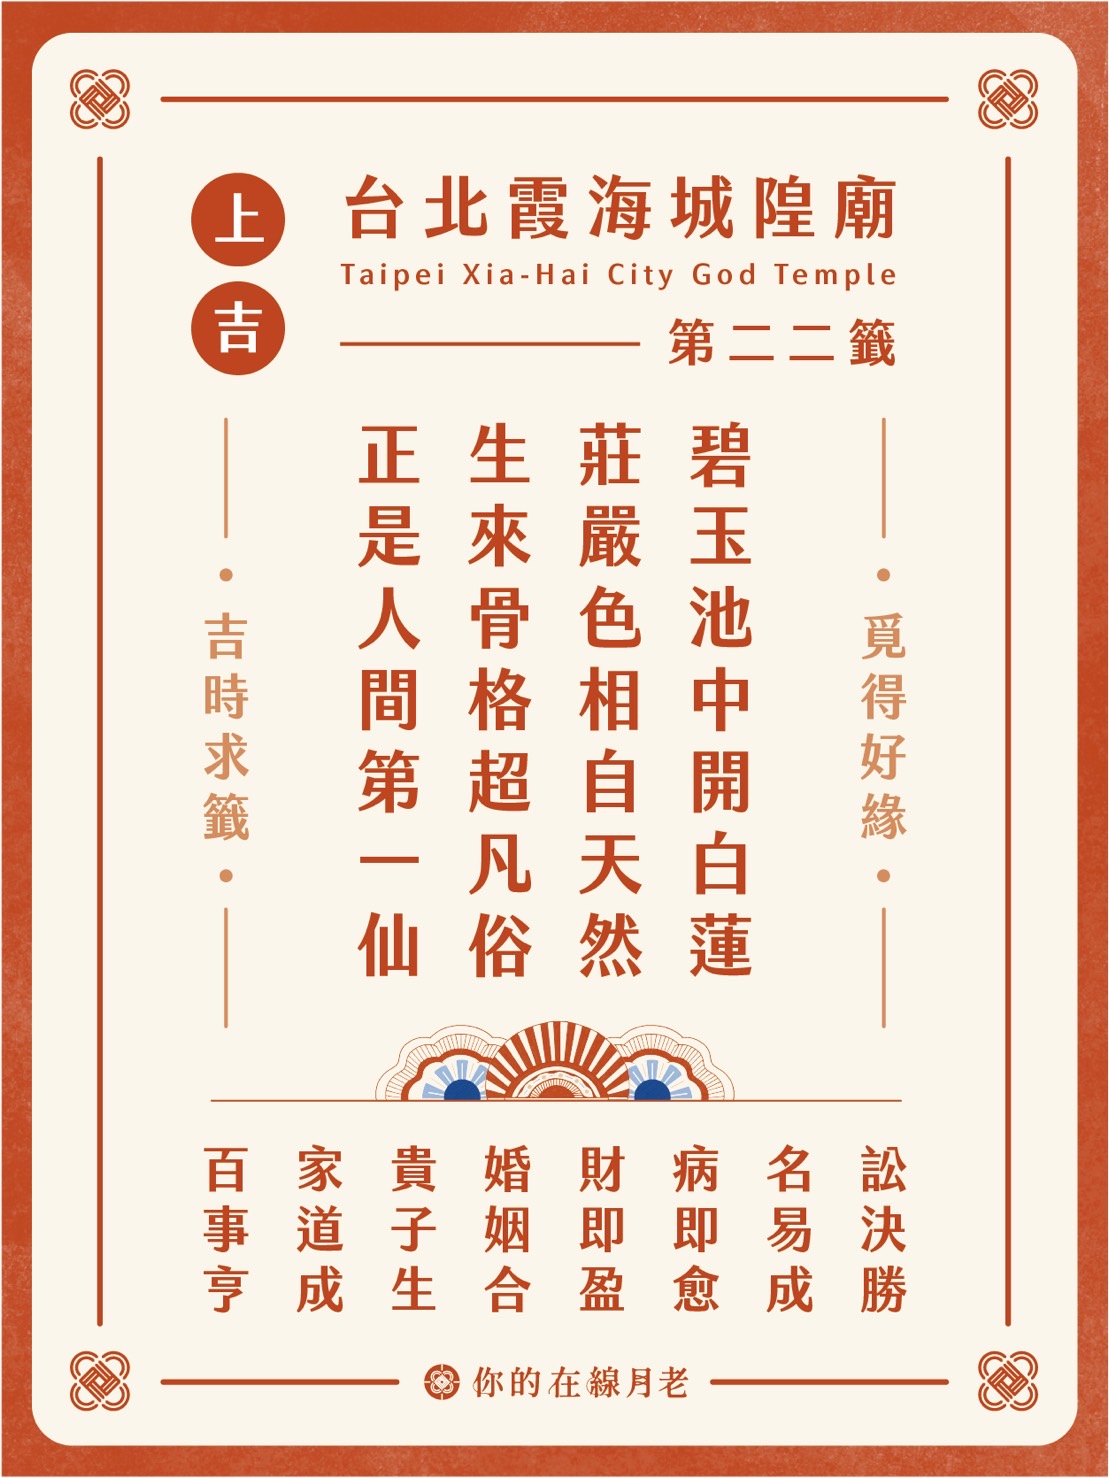 上吉
台北霞海城隍廟
Taipei Xia-Hai City God Temple
第二二籤
覓得好緣
碧玉池中開白蓮
莊嚴色相自天然
生來骨格超凡俗
正是人間第一仙
吉時求籤
訟決勝
名易成
病即愈
財即盈
婚姻合
貴子生
家道成
百事亨
你的在線月老